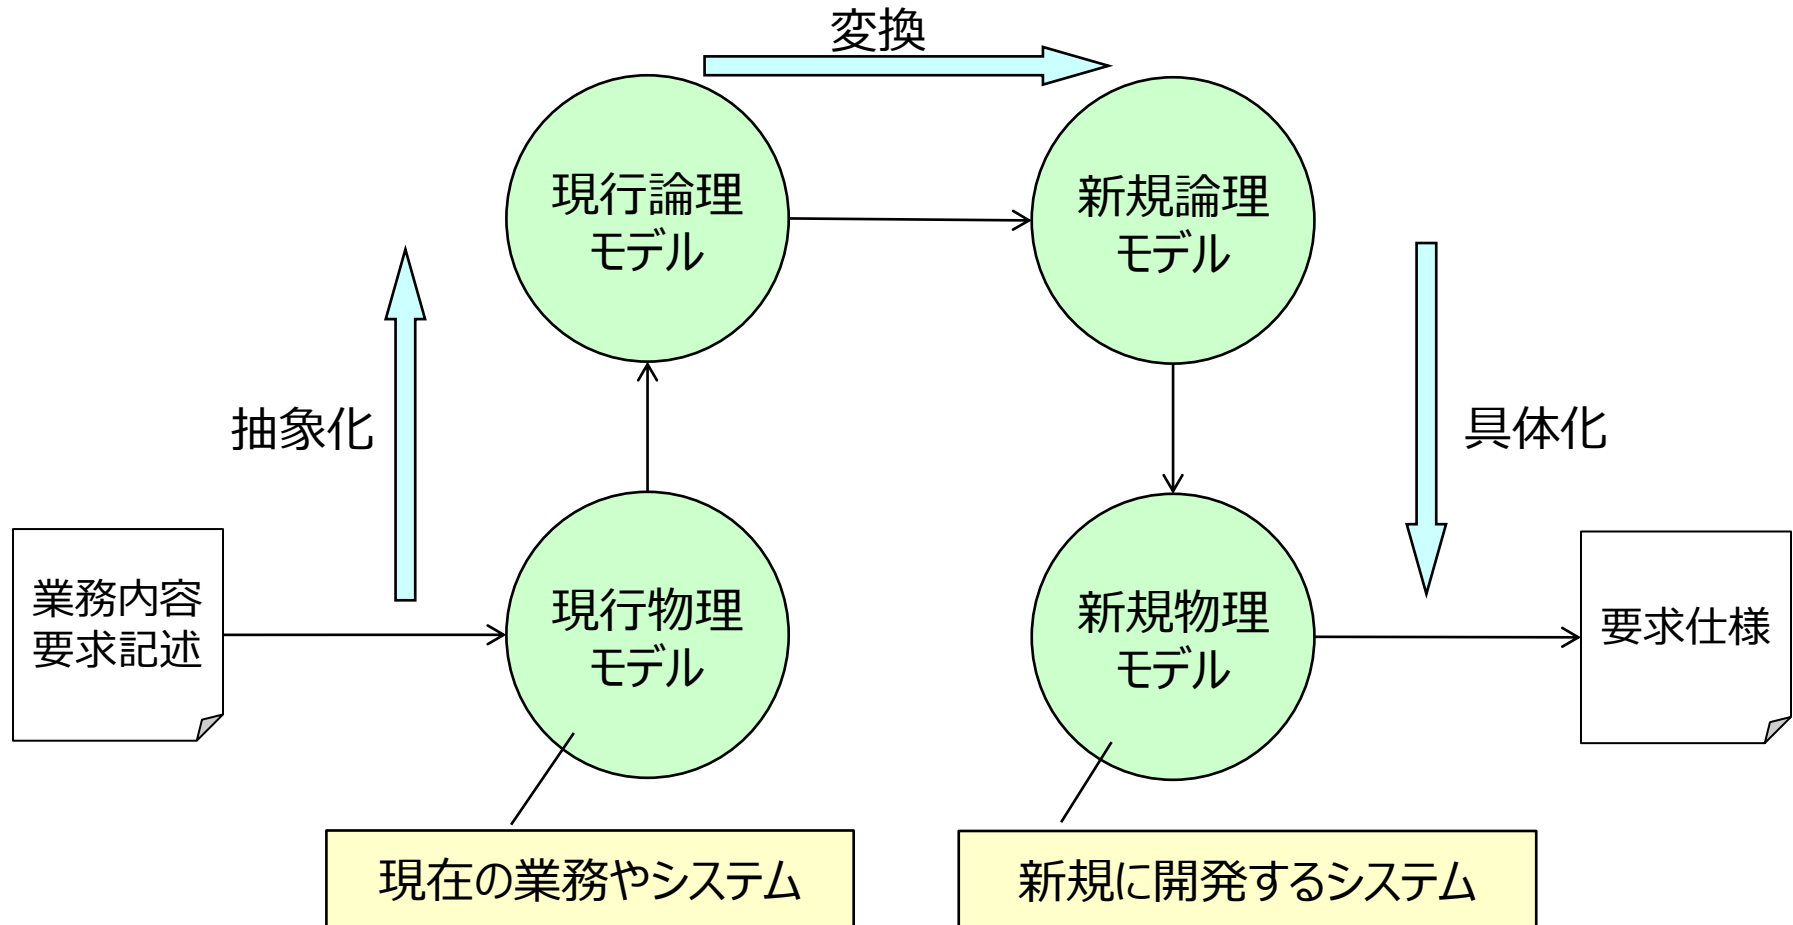 変換
現行論理
モデル
新規論理
モデル
抽象化
具体化
業務内容
要求記述
現行物理
モデル
新規物理
モデル
要求仕様
現在の業務やシステム
新規に開発するシステム